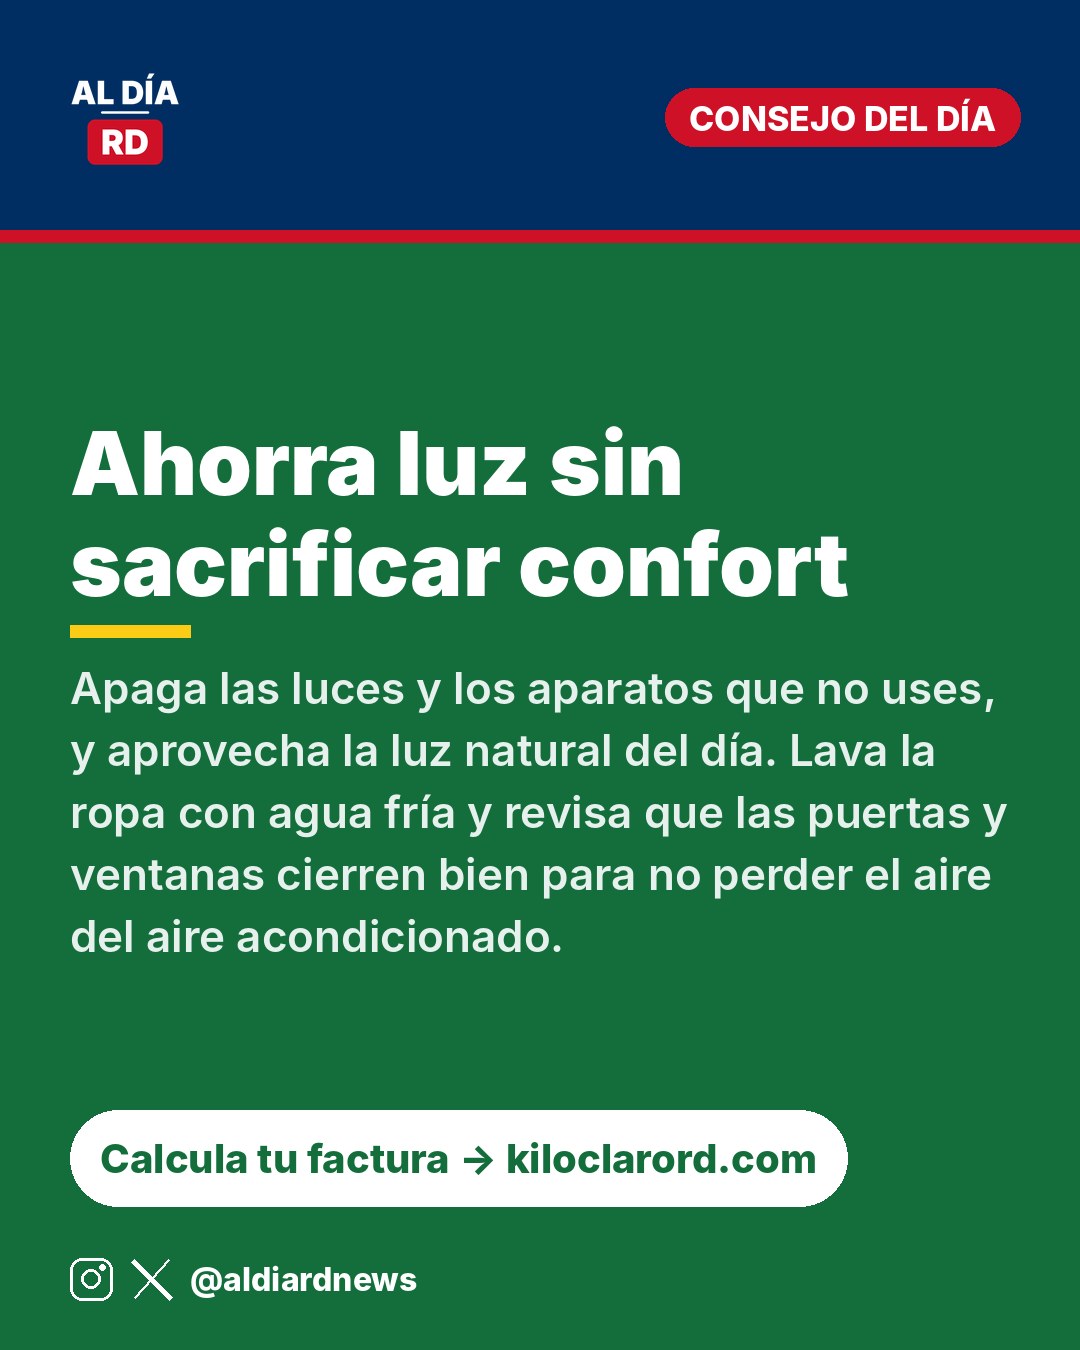 AL DÍA
RD
CONSEJO DEL DÍA
Ahorra luz sin
sacrificar confort
Apaga las luces y los aparatos que no uses,
y aprovecha la luz natural del día. Lava la
ropa con agua fría y revisa que las puertas y
ventanas cierren bien para no perder el aire
del aire acondicionado.
Calcula tu factura → kiloclarord.com
@aldiardnews